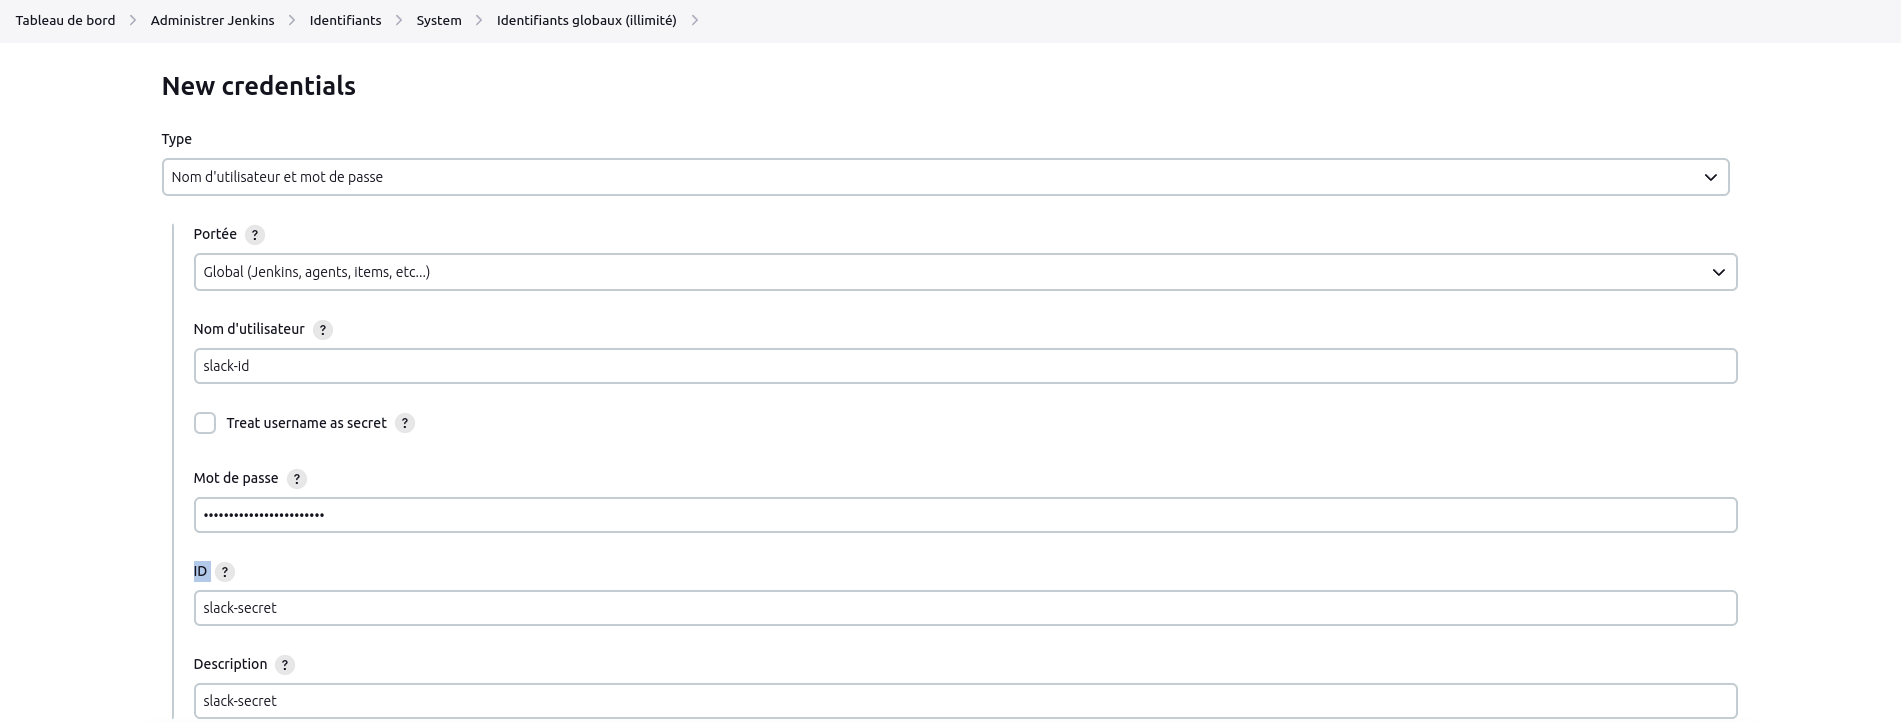 Tableau de bord > Administrer Jenkins > Identifiants > System > Identifiants globaux (illimité) >
New credentials
Type
Nom d'utilisateur et mot de passe
Portée ?
Global (Jenkins, agents, items, etc...)
Nom d'utilisateur ?
slack-id
Treat username as secret ?
Mot de passe ?
••••••••••••••••••••••••
ID ?
slack-secret
Description ?
slack-secret